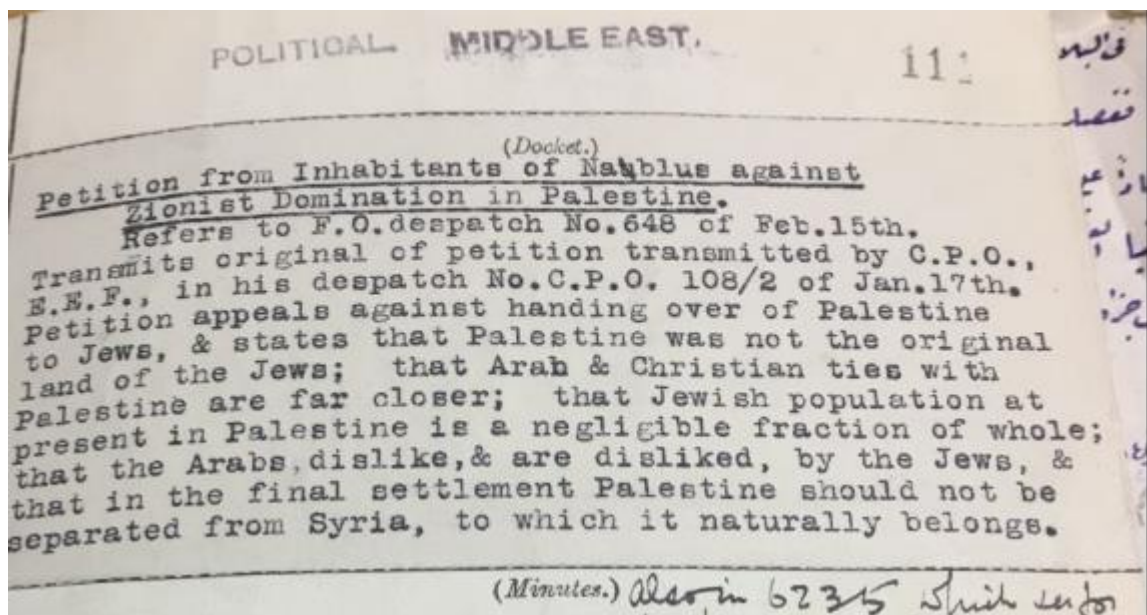 POLITICAL. MIDDLE EAST.
11
(Docket.)
Petition from Inhabitants of Nablus against
Zionist Domination in Palestine.
Refers to F.O.despatch No.648 of Feb.15th.
Transmits original of petition transmitted by C.P.O.,
E.E.F., in his despatch No.C.P.O. 108/2 of Jan.17th.
Petition appeals against handing over of Palestine
to Jews, & states that Palestine was not the original
land of the Jews; that Arab & Christian ties with
Palestine are far closer; that Jewish population at
present in Palestine is a negligible fraction of whole;
that the Arabs,dislike,& are disliked, by the Jews, &
that in the final settlement Palestine should not be
separated from Syria, to which it naturally belongs.
(Minutes.) Also in 6235 which